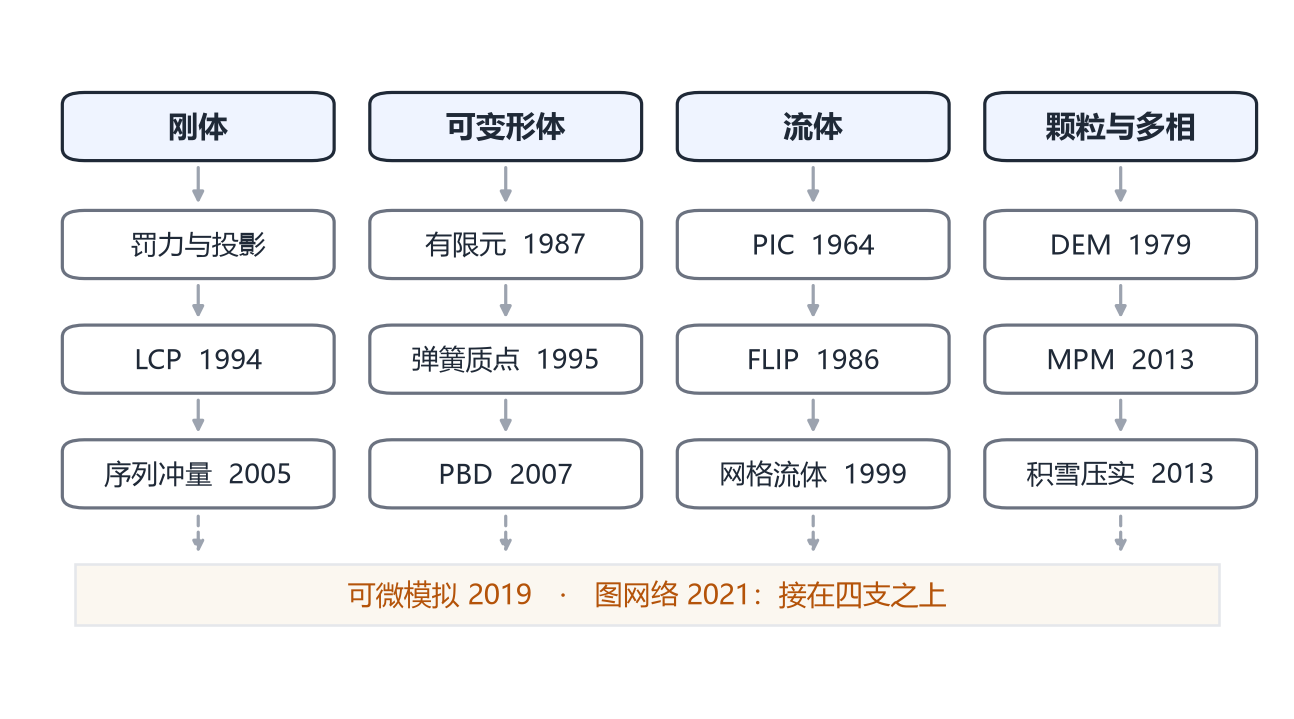 刚体
可变形体
流体
颗粒与多相
罚力与投影
有限元 1987
PIC 1964
DEM 1979
LCP 1994
弹簧质点 1995
FLIP 1986
MPM 2013
序列冲量 2005
PBD 2007
网格流体 1999
积雪压实 2013
可微模拟 2019 · 图网络 2021：接在四支之上